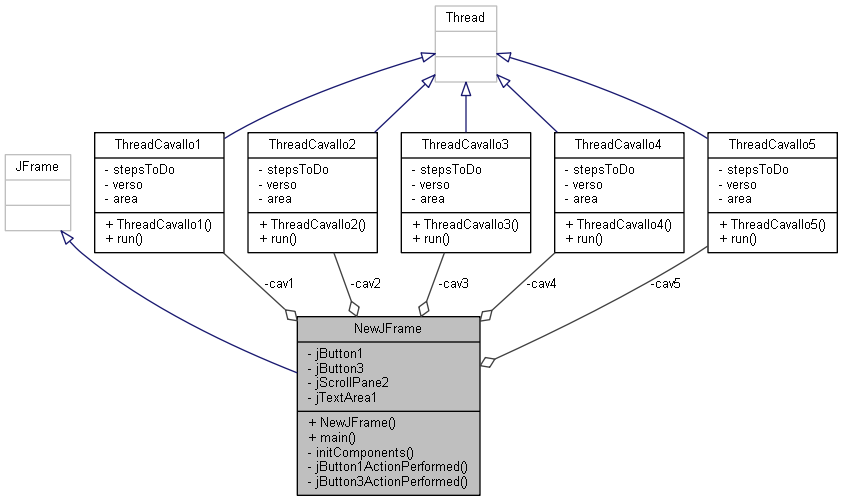 Thread
JFrame
ThreadCavallo1
- stepsToDo
- verso
- area
+ ThreadCavallo1()
+ run()
ThreadCavallo2
- stepsToDo
- verso
- area
+ ThreadCavallo2()
+ run()
ThreadCavallo3
- stepsToDo
- verso
- area
+ ThreadCavallo3()
+ run()
ThreadCavallo4
- stepsToDo
- verso
- area
+ ThreadCavallo4()
+ run()
ThreadCavallo5
- stepsToDo
- verso
- area
+ ThreadCavallo5()
+ run()
-cav1
-cav2
-cav3
-cav4
-cav5
NewJFrame
- jButton1
- jButton3
- jScrollPane2
- jTextArea1
+ NewJFrame()
+ main()
- initComponents()
- jButton1ActionPerformed()
- jButton3ActionPerformed()